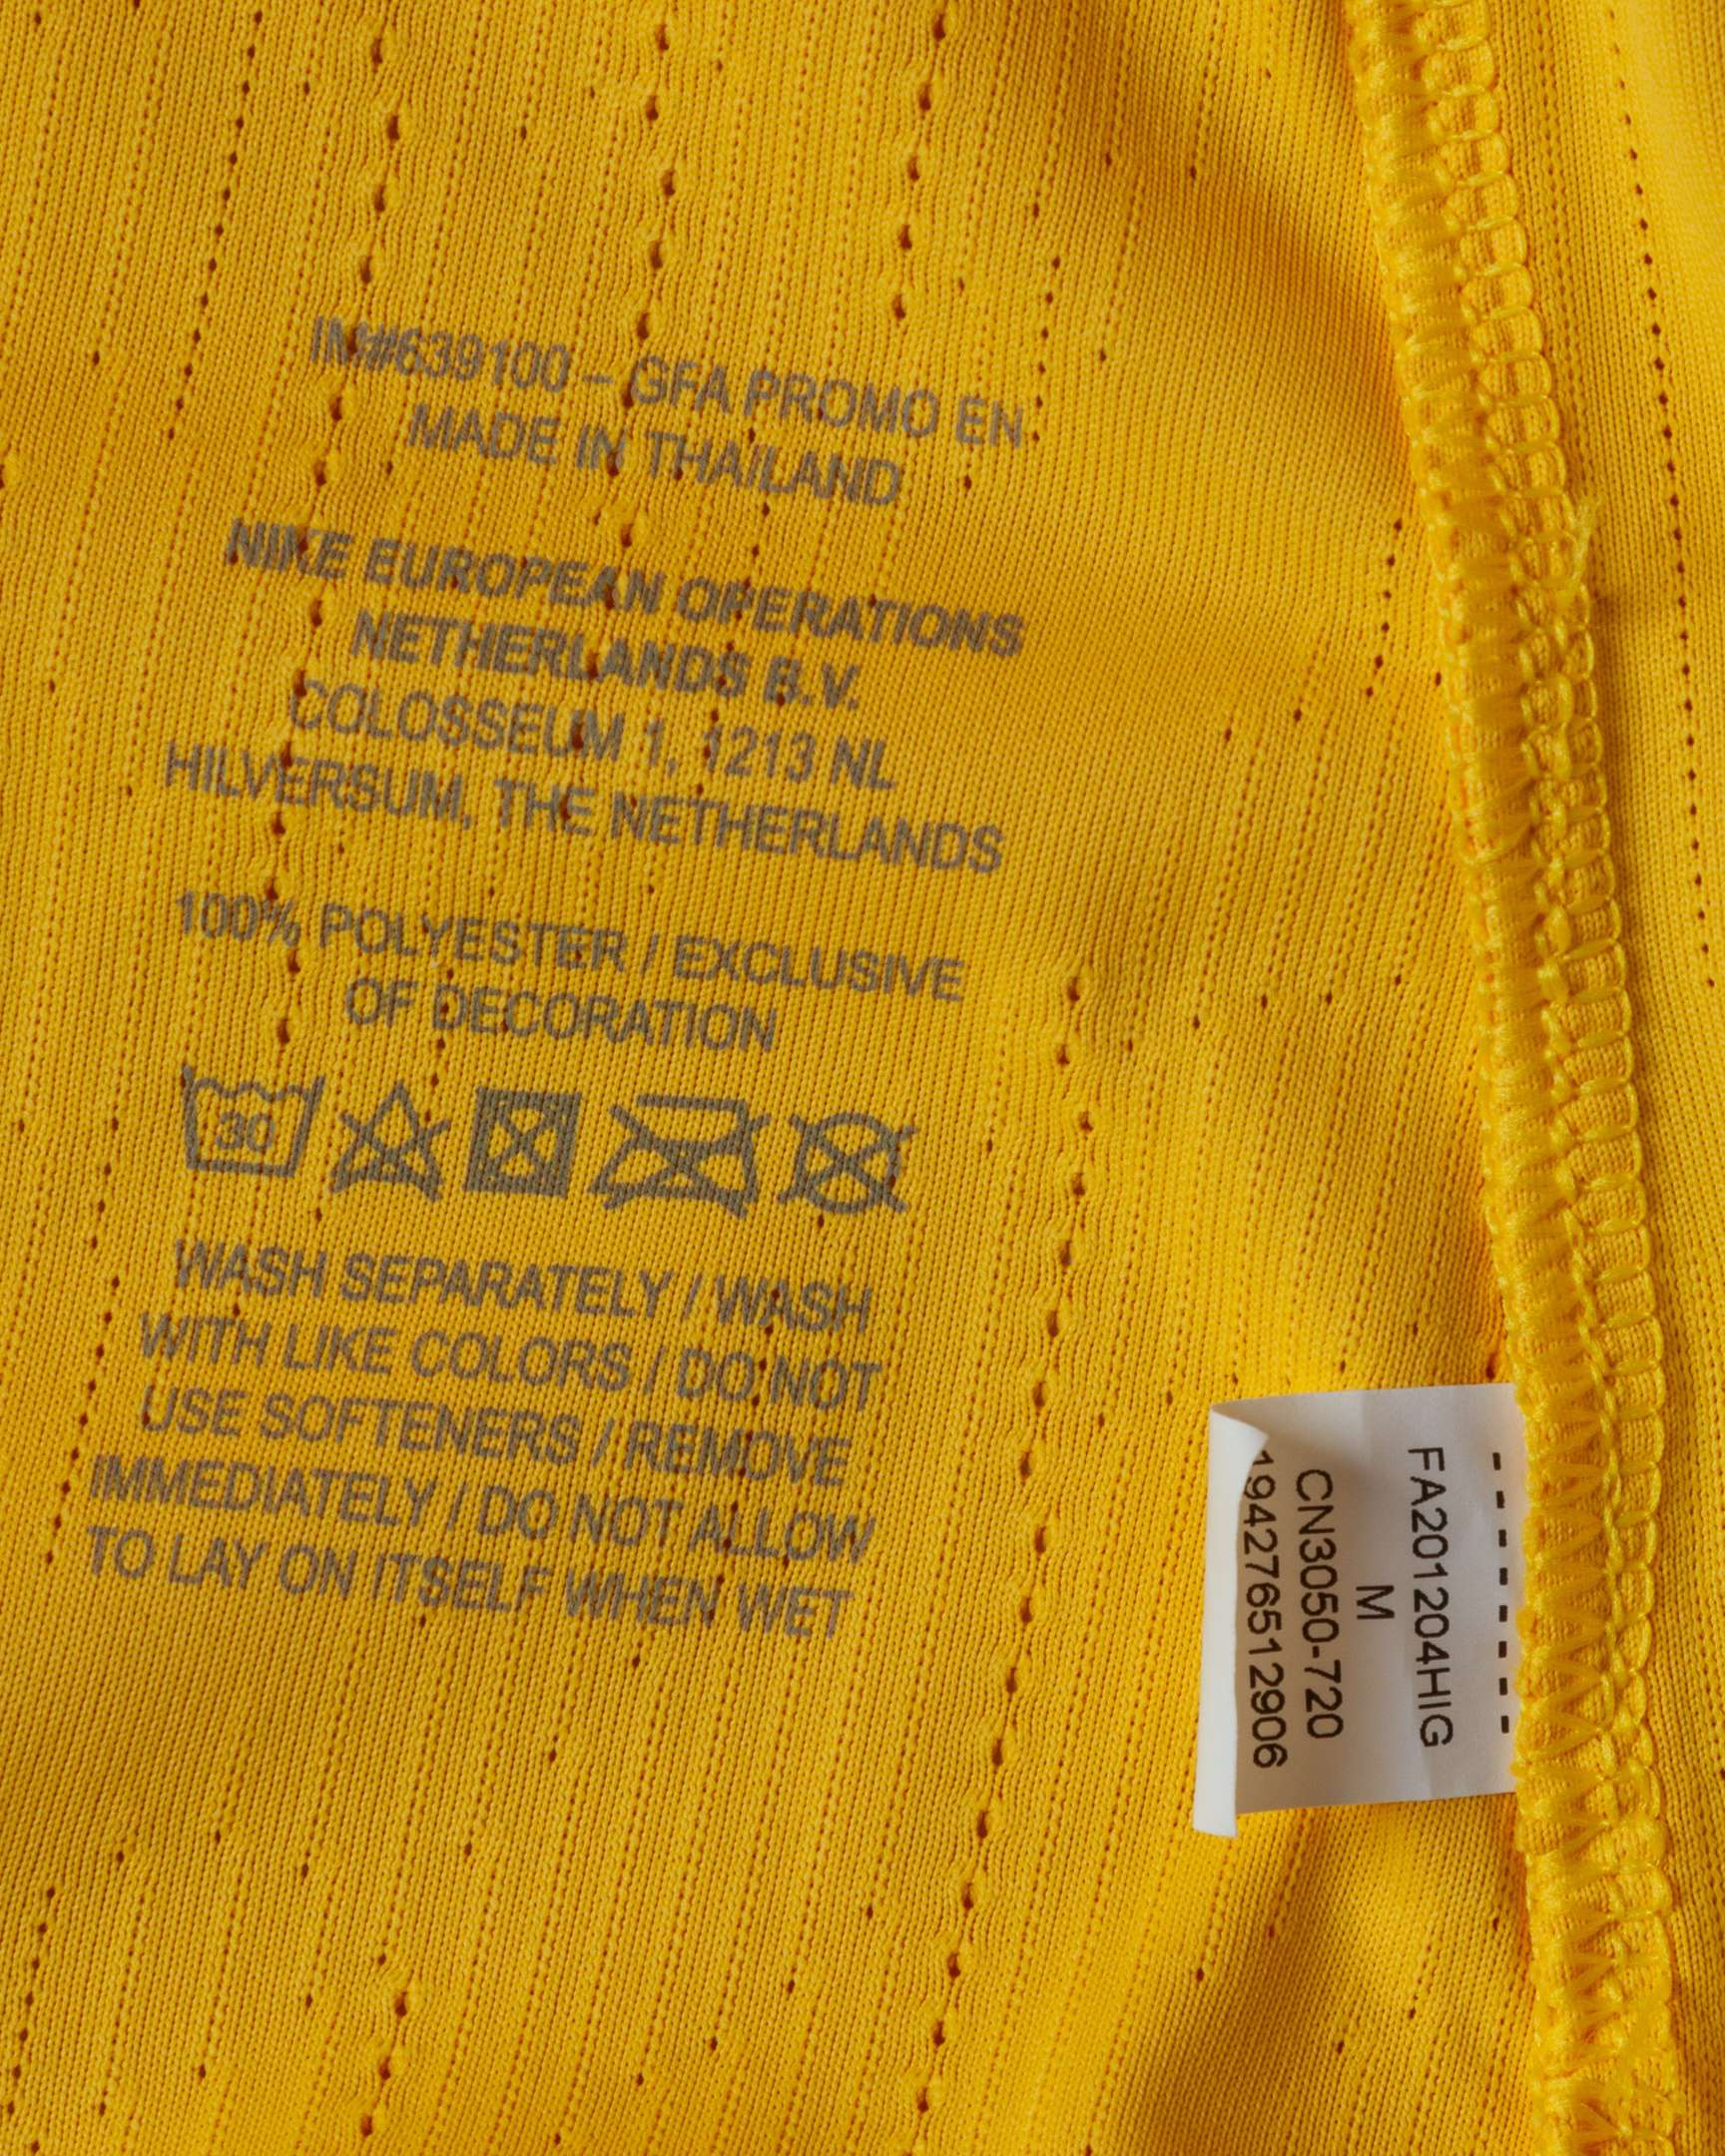 IM#639100 – GFA PROMO EN
MADE IN THAILAND
NIKE EUROPEAN OPERATIONS
NETHERLANDS B.V.
COLOSSEUM 1, 1213 NL
HILVERSUM, THE NETHERLANDS
100% POLYESTER / EXCLUSIVE
OF DECORATION
30
WASH SEPARATELY / WASH
WITH LIKE COLORS / DO NOT
USE SOFTENERS / REMOVE
IMMEDIATELY / DO NOT ALLOW
TO LAY ON ITSELF WHEN WET
FA201204HIG
M
CN3050-720
194276512906